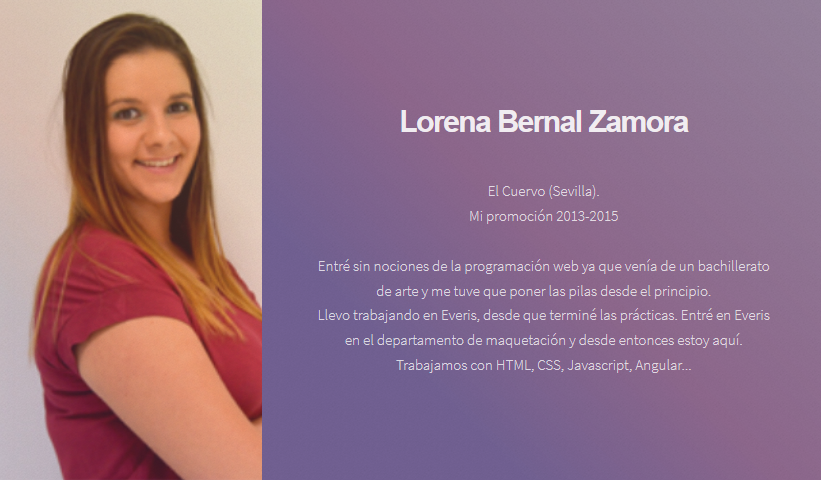 Lorena Bernal Zamora
El Cuervo (Sevilla).
Mi promoción 2013-2015
Entré sin nociones de la programación web ya que venía de un bachillerato
de arte y me tuve que poner las pilas desde el principio.
Llevo trabajando en Everis, desde que terminé las prácticas. Entré en Everis
en el departamento de maquetación y desde entonces estoy aquí.
Trabajamos con HTML, CSS, Javascript, Angular...